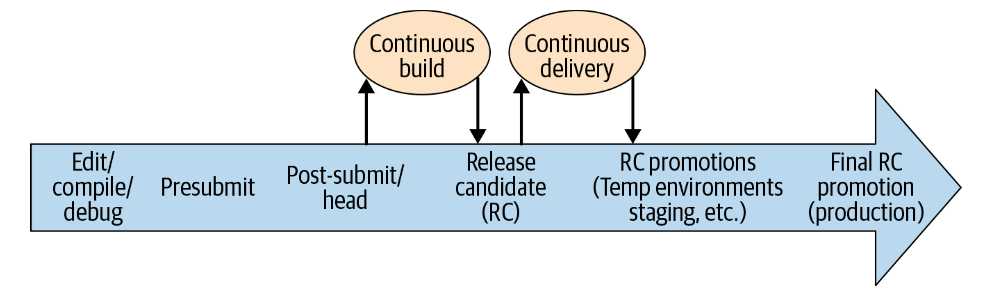 Continuous
build
Continuous
delivery
Edit/
compile/
debug
Presubmit
Post-submit/
head
Release
candidate
(RC)
RC promotions
(Temp environments
staging, etc.)
Final RC
promotion
(production)